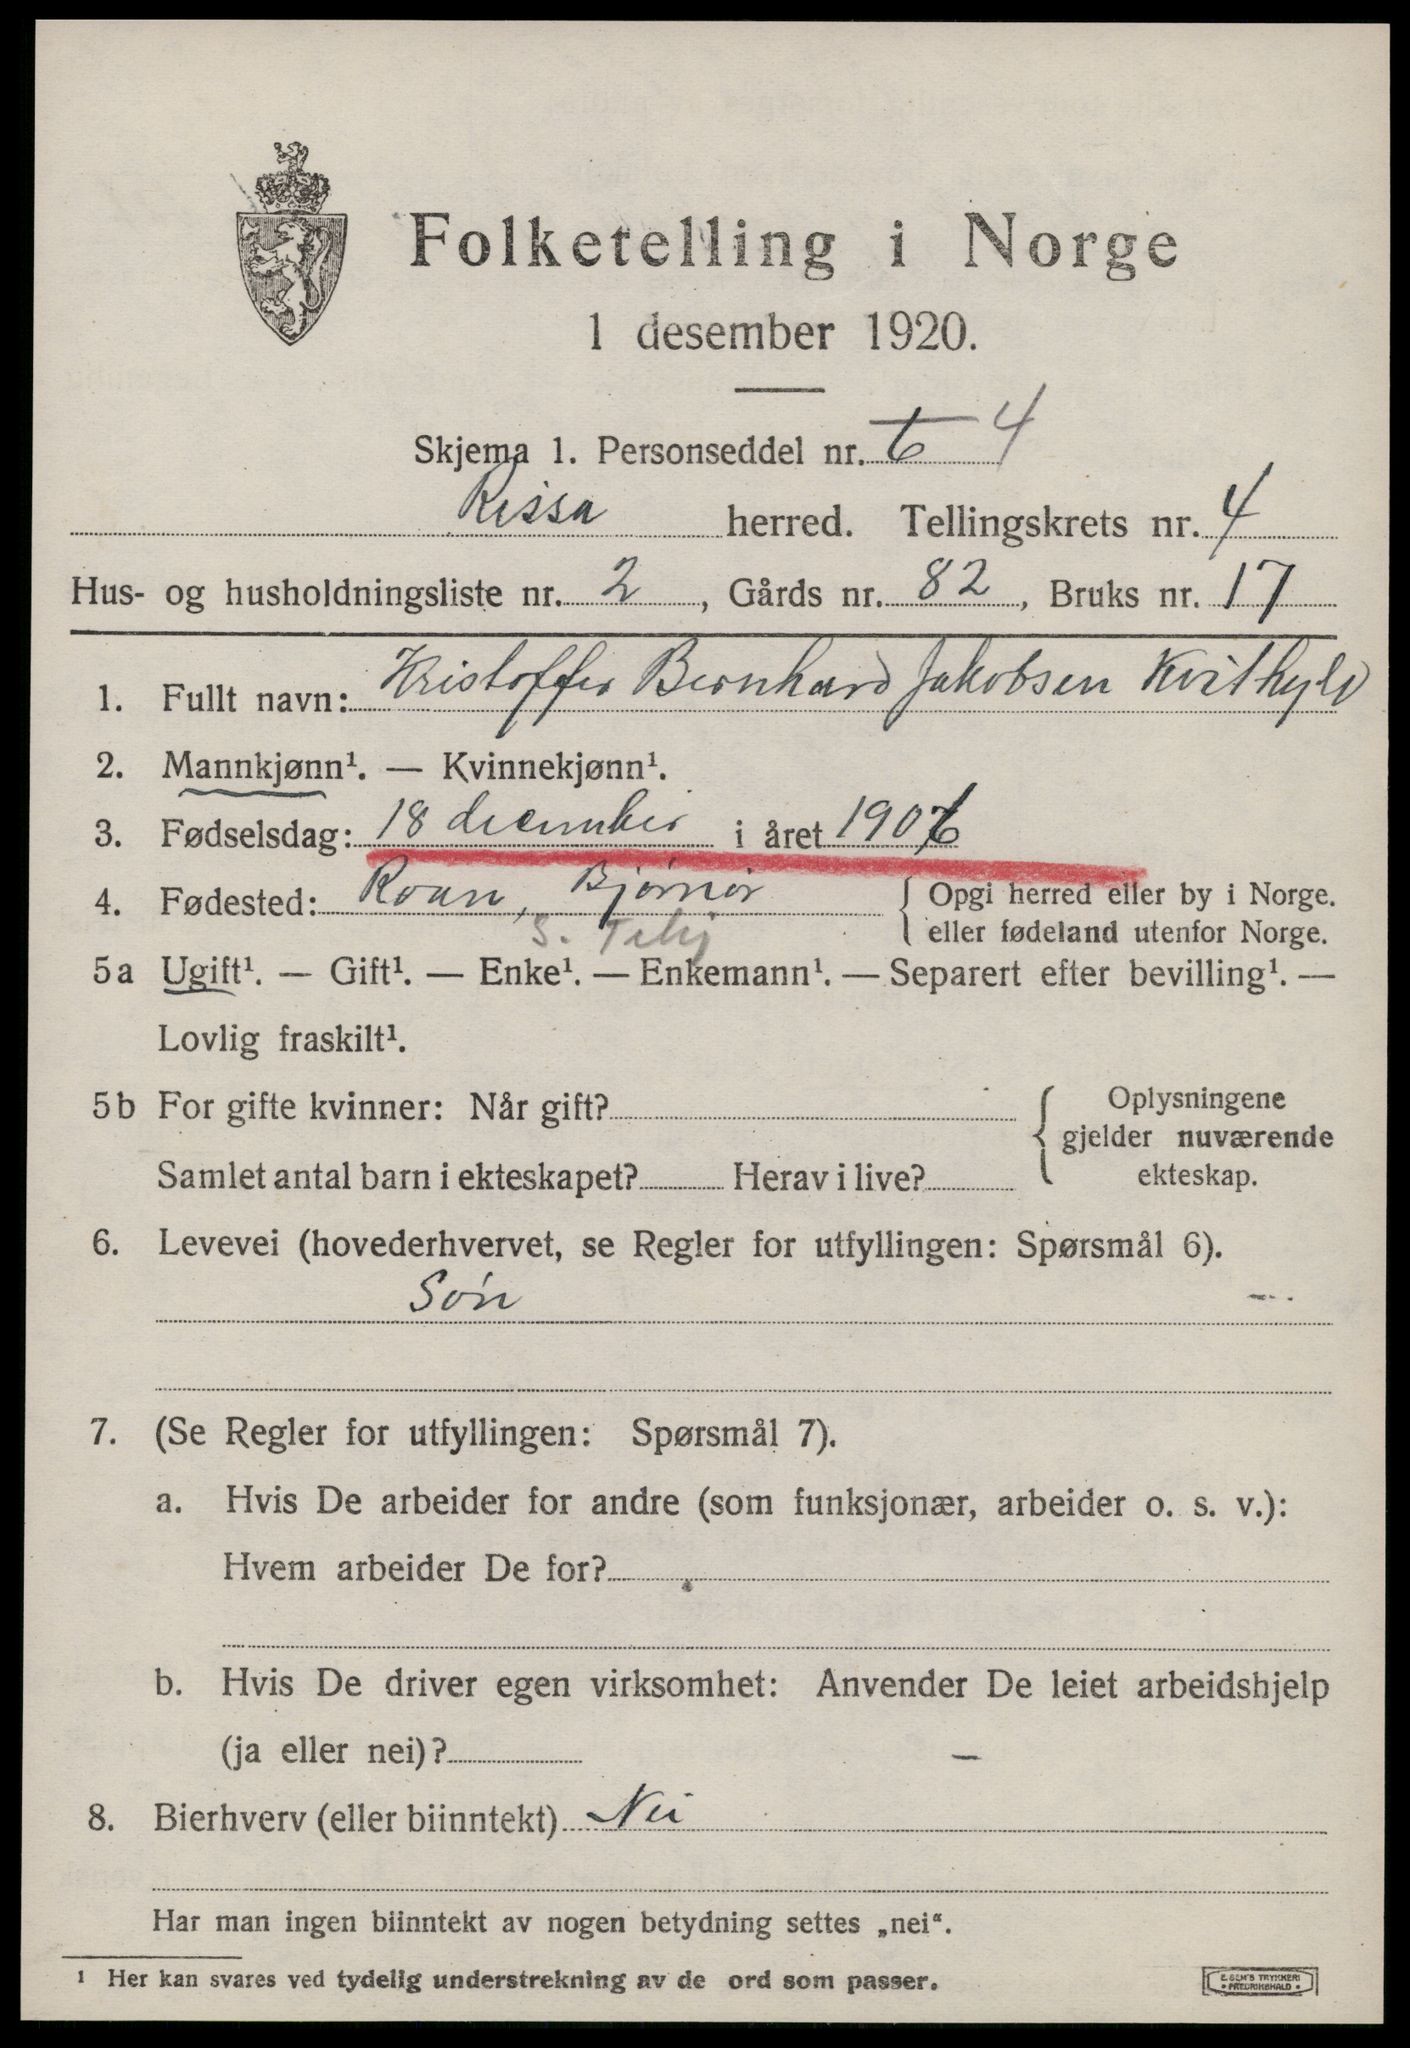 Folketelling i Norge
1 desember 1920.
Skjema 1. Personseddel nr. 6 4
Rissa herred. Tellingskrets nr. 4
Hus- og husholdningsliste nr. 2, Gårds nr. 82, Bruks nr. 17
1. Fullt navn: Kristoffer Bernhard Jakobsen Kvithyld
2. Mannkjønn¹. — Kvinnekjønn¹.
3. Fødselsdag: 18 december i året 1906
4. Fødested: Roan, Bjørnør { Opgi herred eller by i Norge.
eller fødeland utenfor Norge.
S.
5a Ugift¹. — Gift¹. — Enke¹. — Enkemann¹. — Separert efter bevilling¹. —
Lovlig fraskilt¹.
5b For gifte kvinner: Når gift? { Oplysningene
gjelder nuværende
ekteskap.
Samlet antal barn i ekteskapet? Herav i live?
6. Levevei (hovederhvervet, se Regler for utfyllingen: Spørsmål 6).
Søn -
7. (Se Regler for utfyllingen: Spørsmål 7).
a. Hvis De arbeider for andre (som funksjonær, arbeider o. s. v.):
Hvem arbeider De for?
b. Hvis De driver egen virksomhet: Anvender De leiet arbeidshjelp
(ja eller nei)? –
8. Bierhverv (eller biinntekt) Nei
Har man ingen biinntekt av nogen betydning settes „nei“.
¹ Her kan svares ved tydelig understrekning av de ord som passer.
E. SEM'S TRYKKERI
• FREDRIKSHALD •